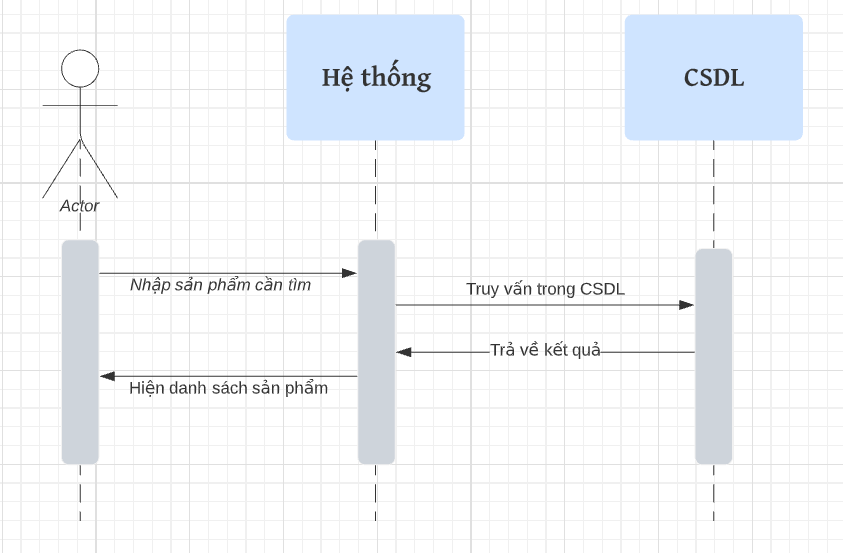 Hệ thống
CSDL
Actor
Nhập sản phẩm cần tìm
Truy vấn trong CSDL
Trả về kết quả
Hiện danh sách sản phẩm